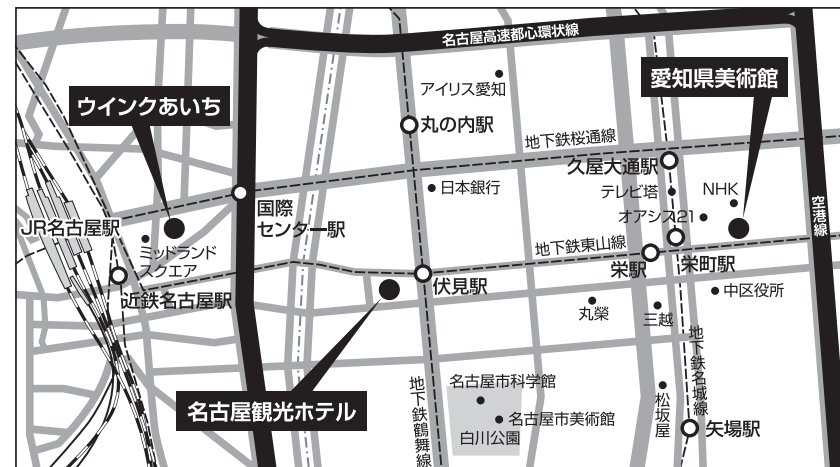 名古屋高速都心環状線
アイリス愛知
愛知県美術館
ウインクあいち
丸の内駅
地下鉄桜通線
久屋大通駅
日本銀行
テレビ塔
NHK
国際
センター駅
オアシス21
空港線
JR名古屋駅
ミッドランド
スクエア
地下鉄東山線
栄駅
栄町駅
近鉄名古屋駅
伏見駅
中区役所
丸榮
三越
地下鉄名城線
名古屋観光ホテル
地下鉄鶴舞線
名古屋市科学館
名古屋市美術館
白川公園
松坂屋
矢場駅